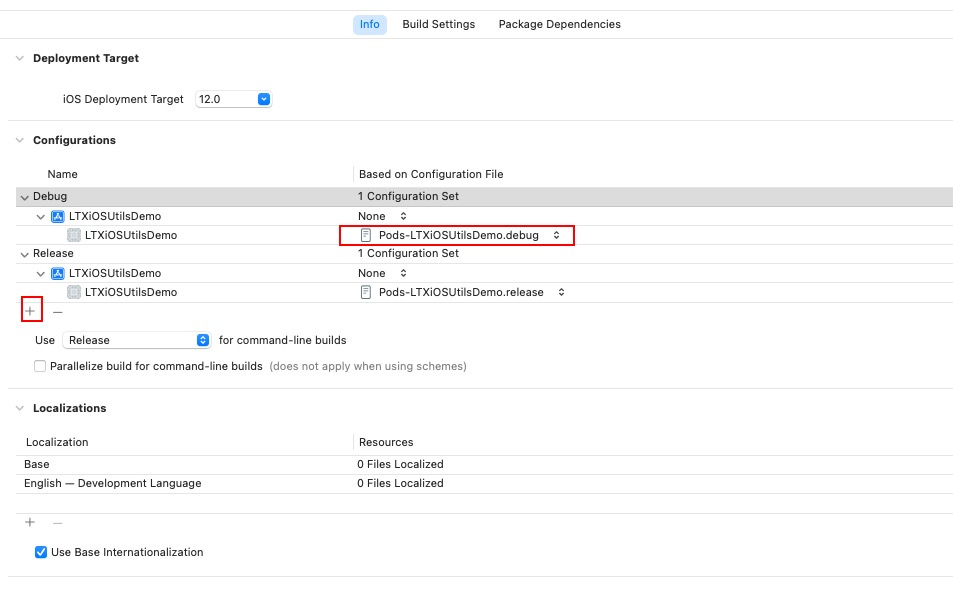 Info Build Settings Package Dependencies
Deployment Target
iOS Deployment Target 12.0
Configurations
Name Based on Configuration File
Debug 1 Configuration Set
LTXiOSUtilsDemo None
LTXiOSUtilsDemo Pods-LTXiOSUtilsDemo.debug
Release 1 Configuration Set
LTXiOSUtilsDemo None
LTXiOSUtilsDemo Pods-LTXiOSUtilsDemo.release
+ —
Use Release for command-line builds
Parallelize build for command-line builds (does not apply when using schemes)
Localizations
Localization Resources
Base 0 Files Localized
English — Development Language 0 Files Localized
+ —
Use Base Internationalization